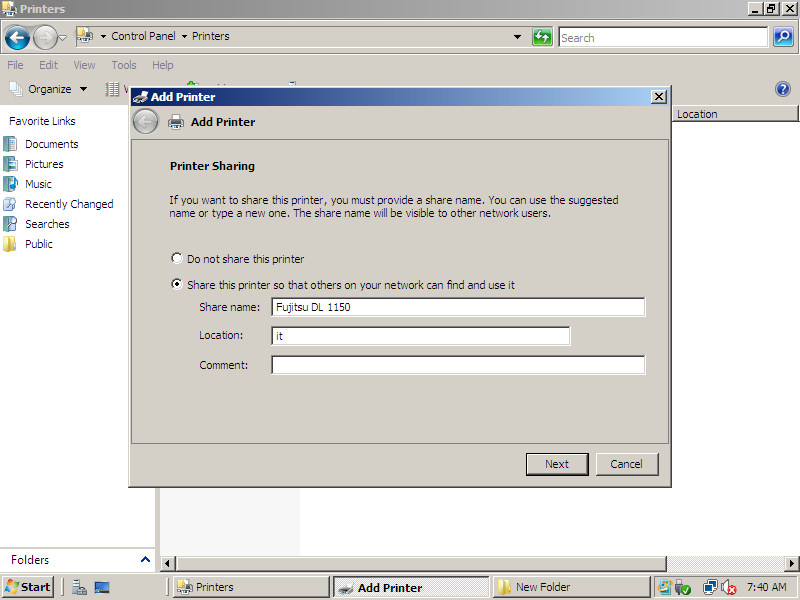 Printers
Control Panel Printers
Search
File Edit View Tools Help
Organize
Add Printer
Add Printer
Location
Favorite Links
Documents
Pictures
Music
Recently Changed
Searches
Public
Printer Sharing
If you want to share this printer, you must provide a share name. You can use the suggested
name or type a new one. The share name will be visible to other network users.
Do not share this printer
Share this printer so that others on your network can find and use it
Share name: Fujitsu DL 1150
Location: it
Comment:
Next Cancel
Folders
Start Printers Add Printer New Folder 7:40 AM